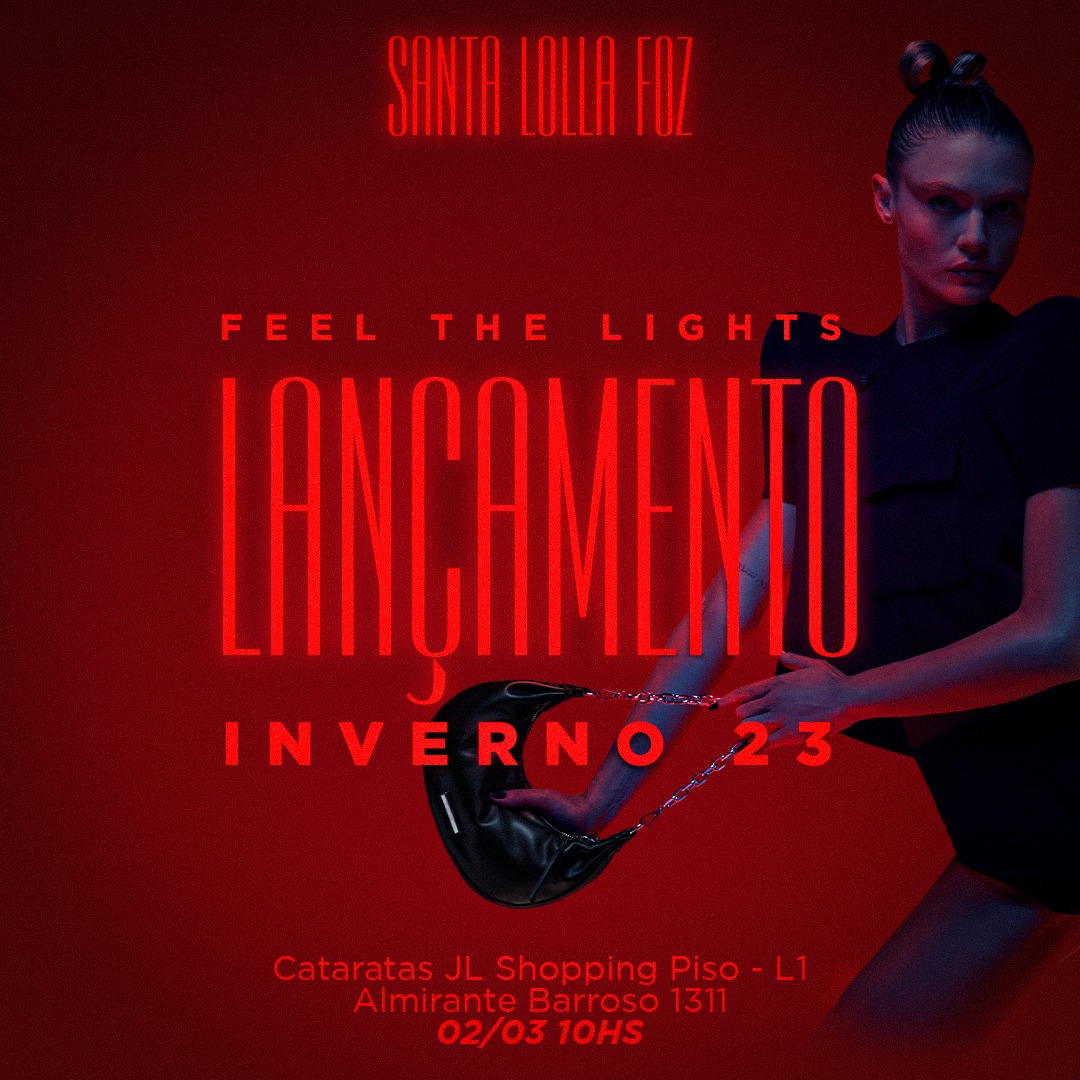 SANTA LOLLA FOZ
FEEL THE LIGHTS
LANÇAMENTO
INVERNO 23
Cataratas JL Shopping Piso - L1
Almirante Barroso 1311
02/03 10HS